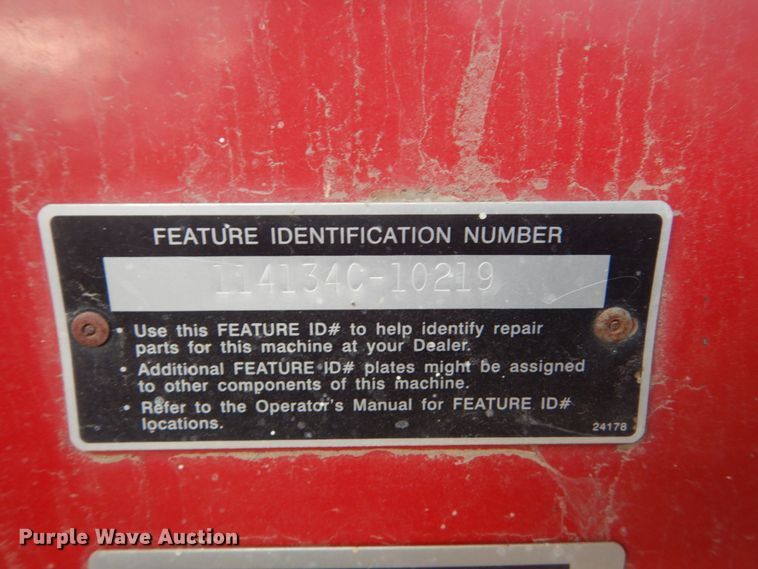 FEATURE IDENTIFICATION NUMBER
114134C-10219
• Use this FEATURE ID# to help identify repair
parts for this machine at your Dealer.
• Additional FEATURE ID# plates might be assigned
to other components of this machine.
• Refer to the Operator's Manual for FEATURE ID#
locations.
24178
Purple Wave Auction